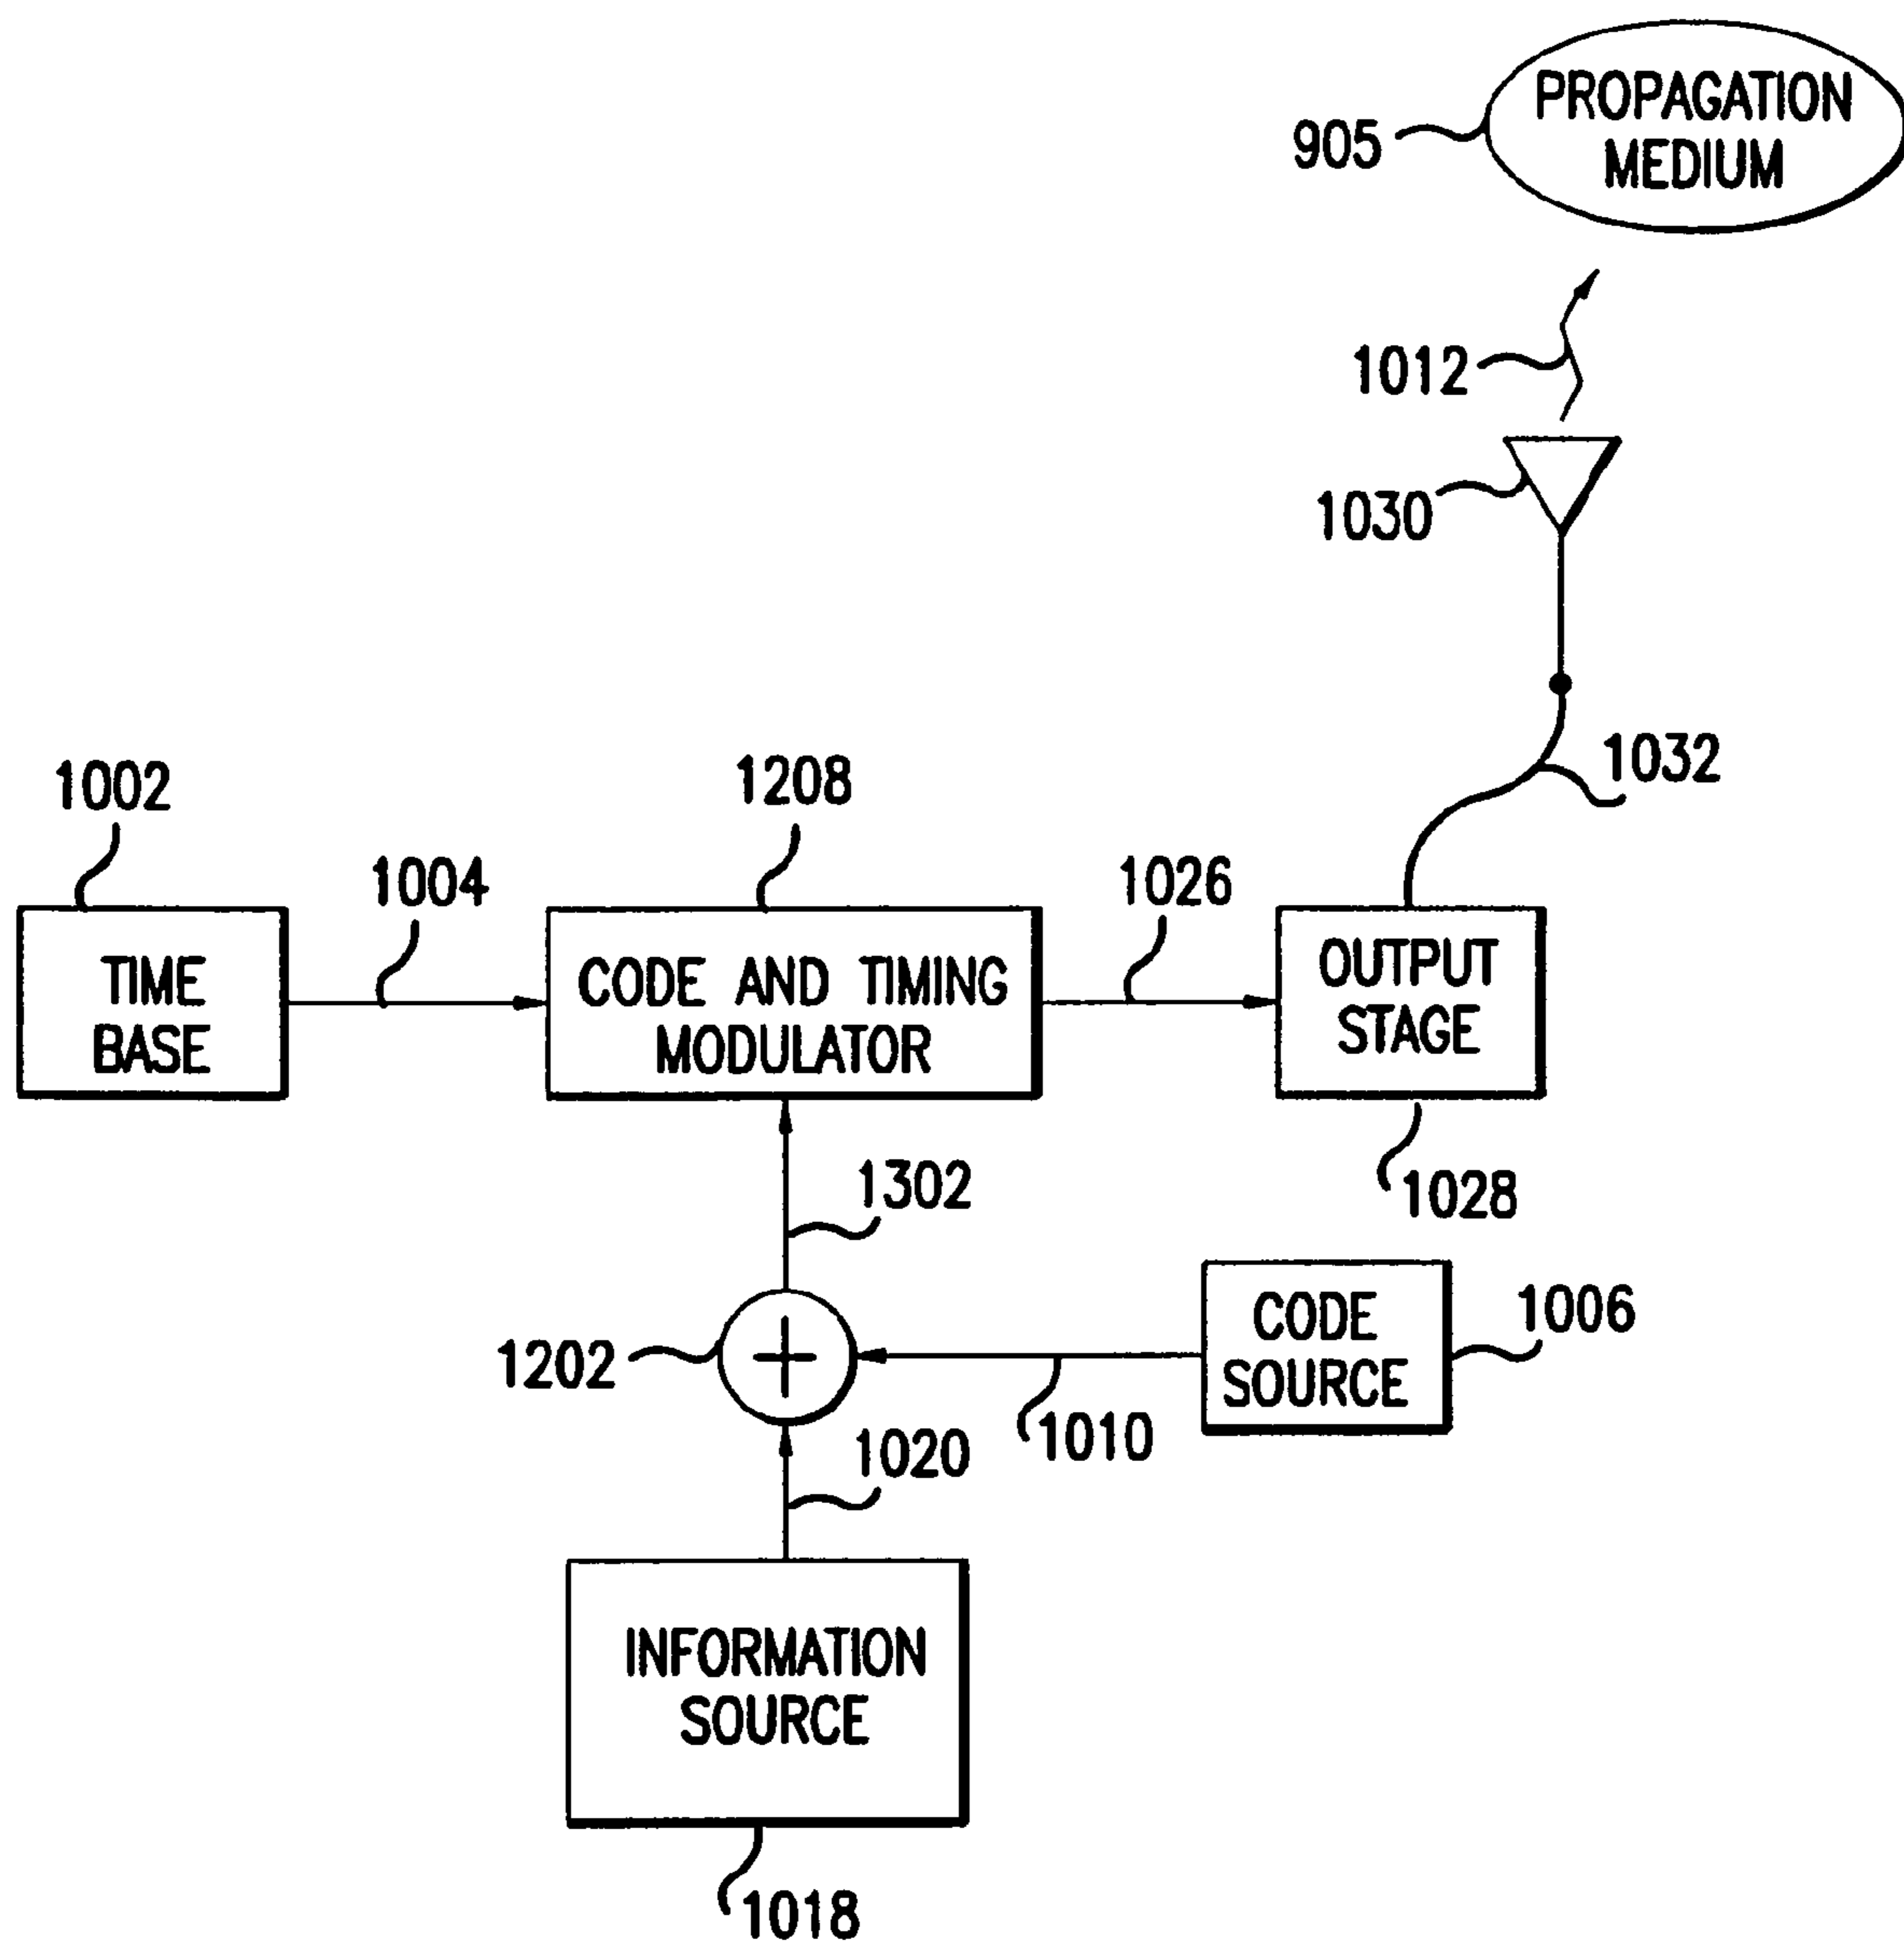 PROPAGATION
MEDIUM
905
1012
1030
1032
1002
1208
1004
1026
TIME
BASE
CODE AND TIMING
MODULATOR
OUTPUT
STAGE
1302
1028
CODE
SOURCE
1006
1202
1010
1020
INFORMATION
SOURCE
1018